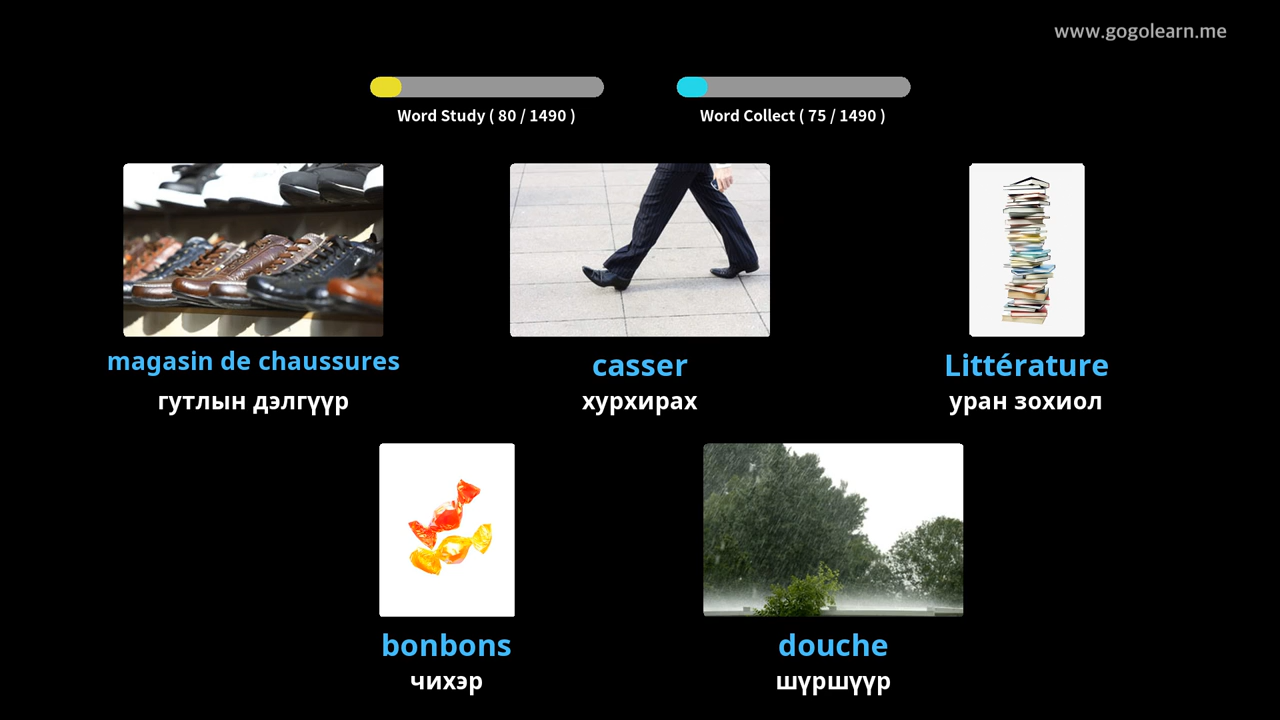 www.gogolearn.me
Word Study ( 80 / 1490 )
Word Collect ( 75 / 1490 )
magasin de chaussures
гутлын дэлгүүр
casser
хурхирах
Littérature
уран зохиол
bonbons
чихэр
douche
шүршүүр